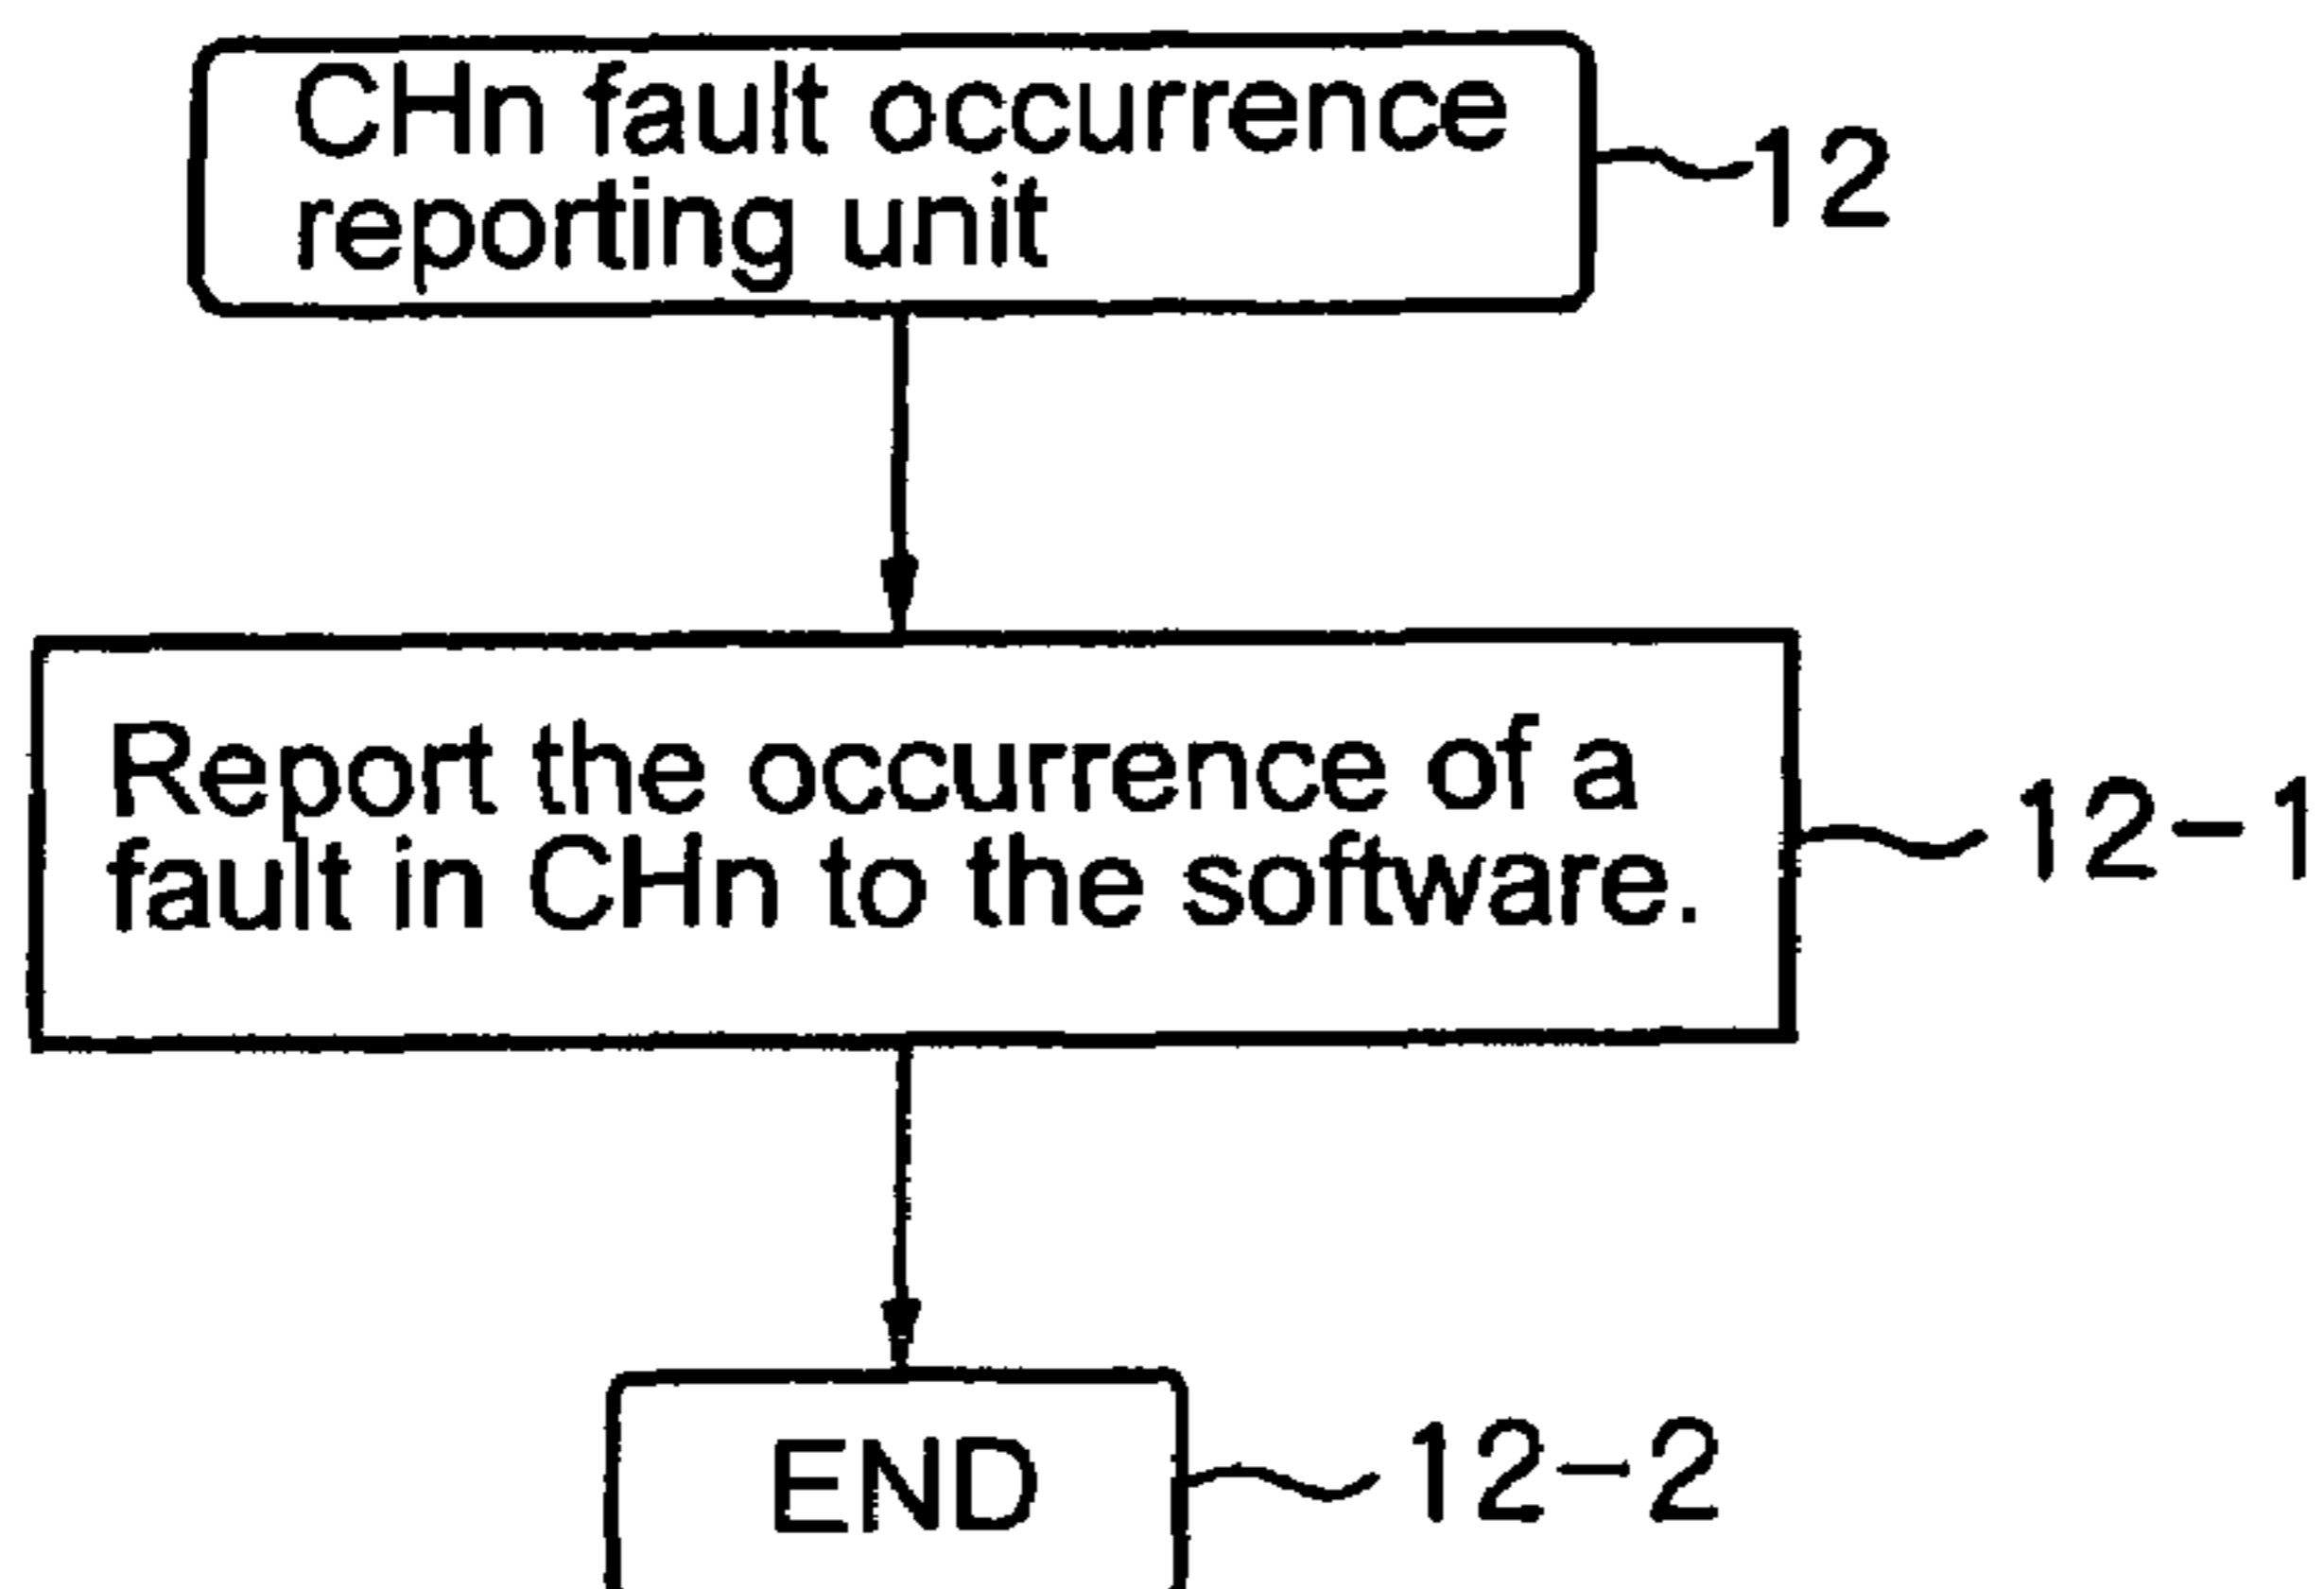 CHn fault occurrence
reporting unit
12
Report the occurrence of a
fault in CHn to the software.
12-1
END
12-2